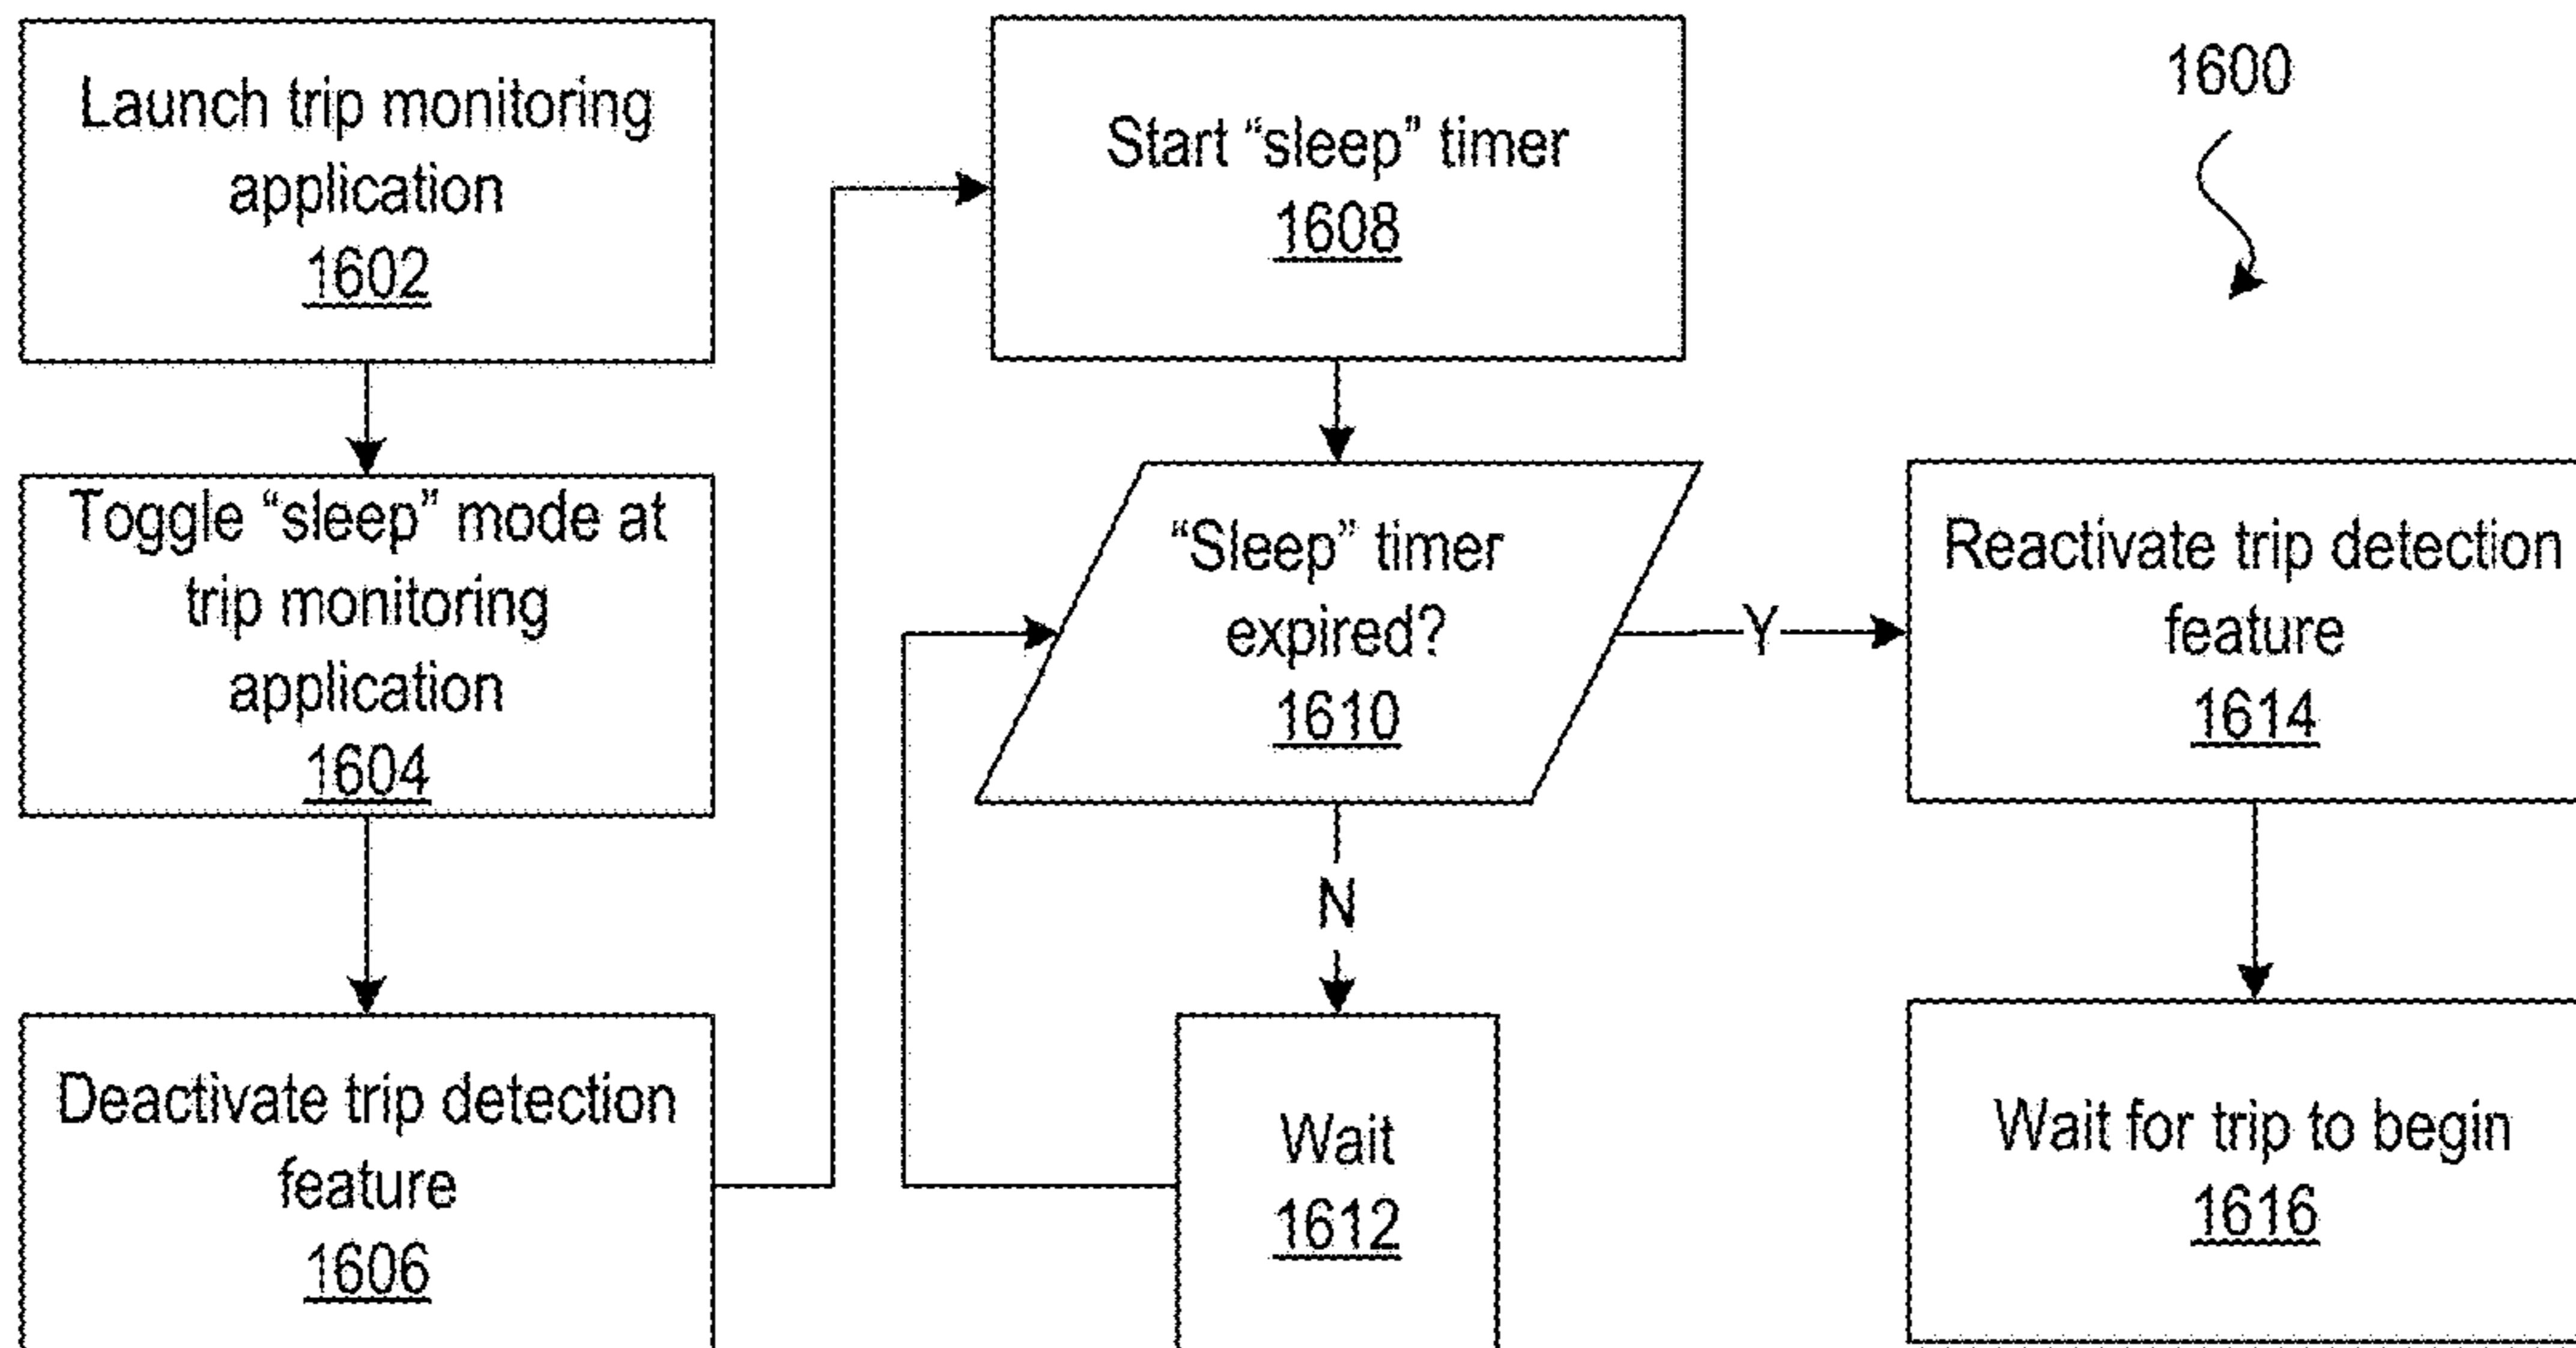 Launch trip monitoring
application
1602
Toggle “sleep” mode at
trip monitoring
application
1604
Deactivate trip detection
feature
1606
Start “sleep” timer
1608
“Sleep” timer
expired?
1610
Y
N
Wait
1612
1600
Reactivate trip detection
feature
1614
Wait for trip to begin
1616